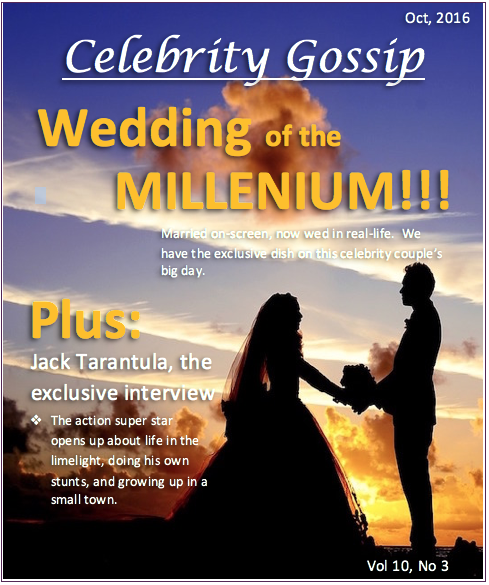 Oct, 2016
Celebrity Gossip
Wedding of the
MILLENIUM!!!
Married on-screen, now wed in real-life. We
have the exclusive dish on this celebrity couple's
big day.
Plus:
Jack Tarantula, the
exclusive interview
❖ The action super star
opens up about life in the
limelight, doing his own
stunts, and growing up in a
small town.
Vol 10, No 3